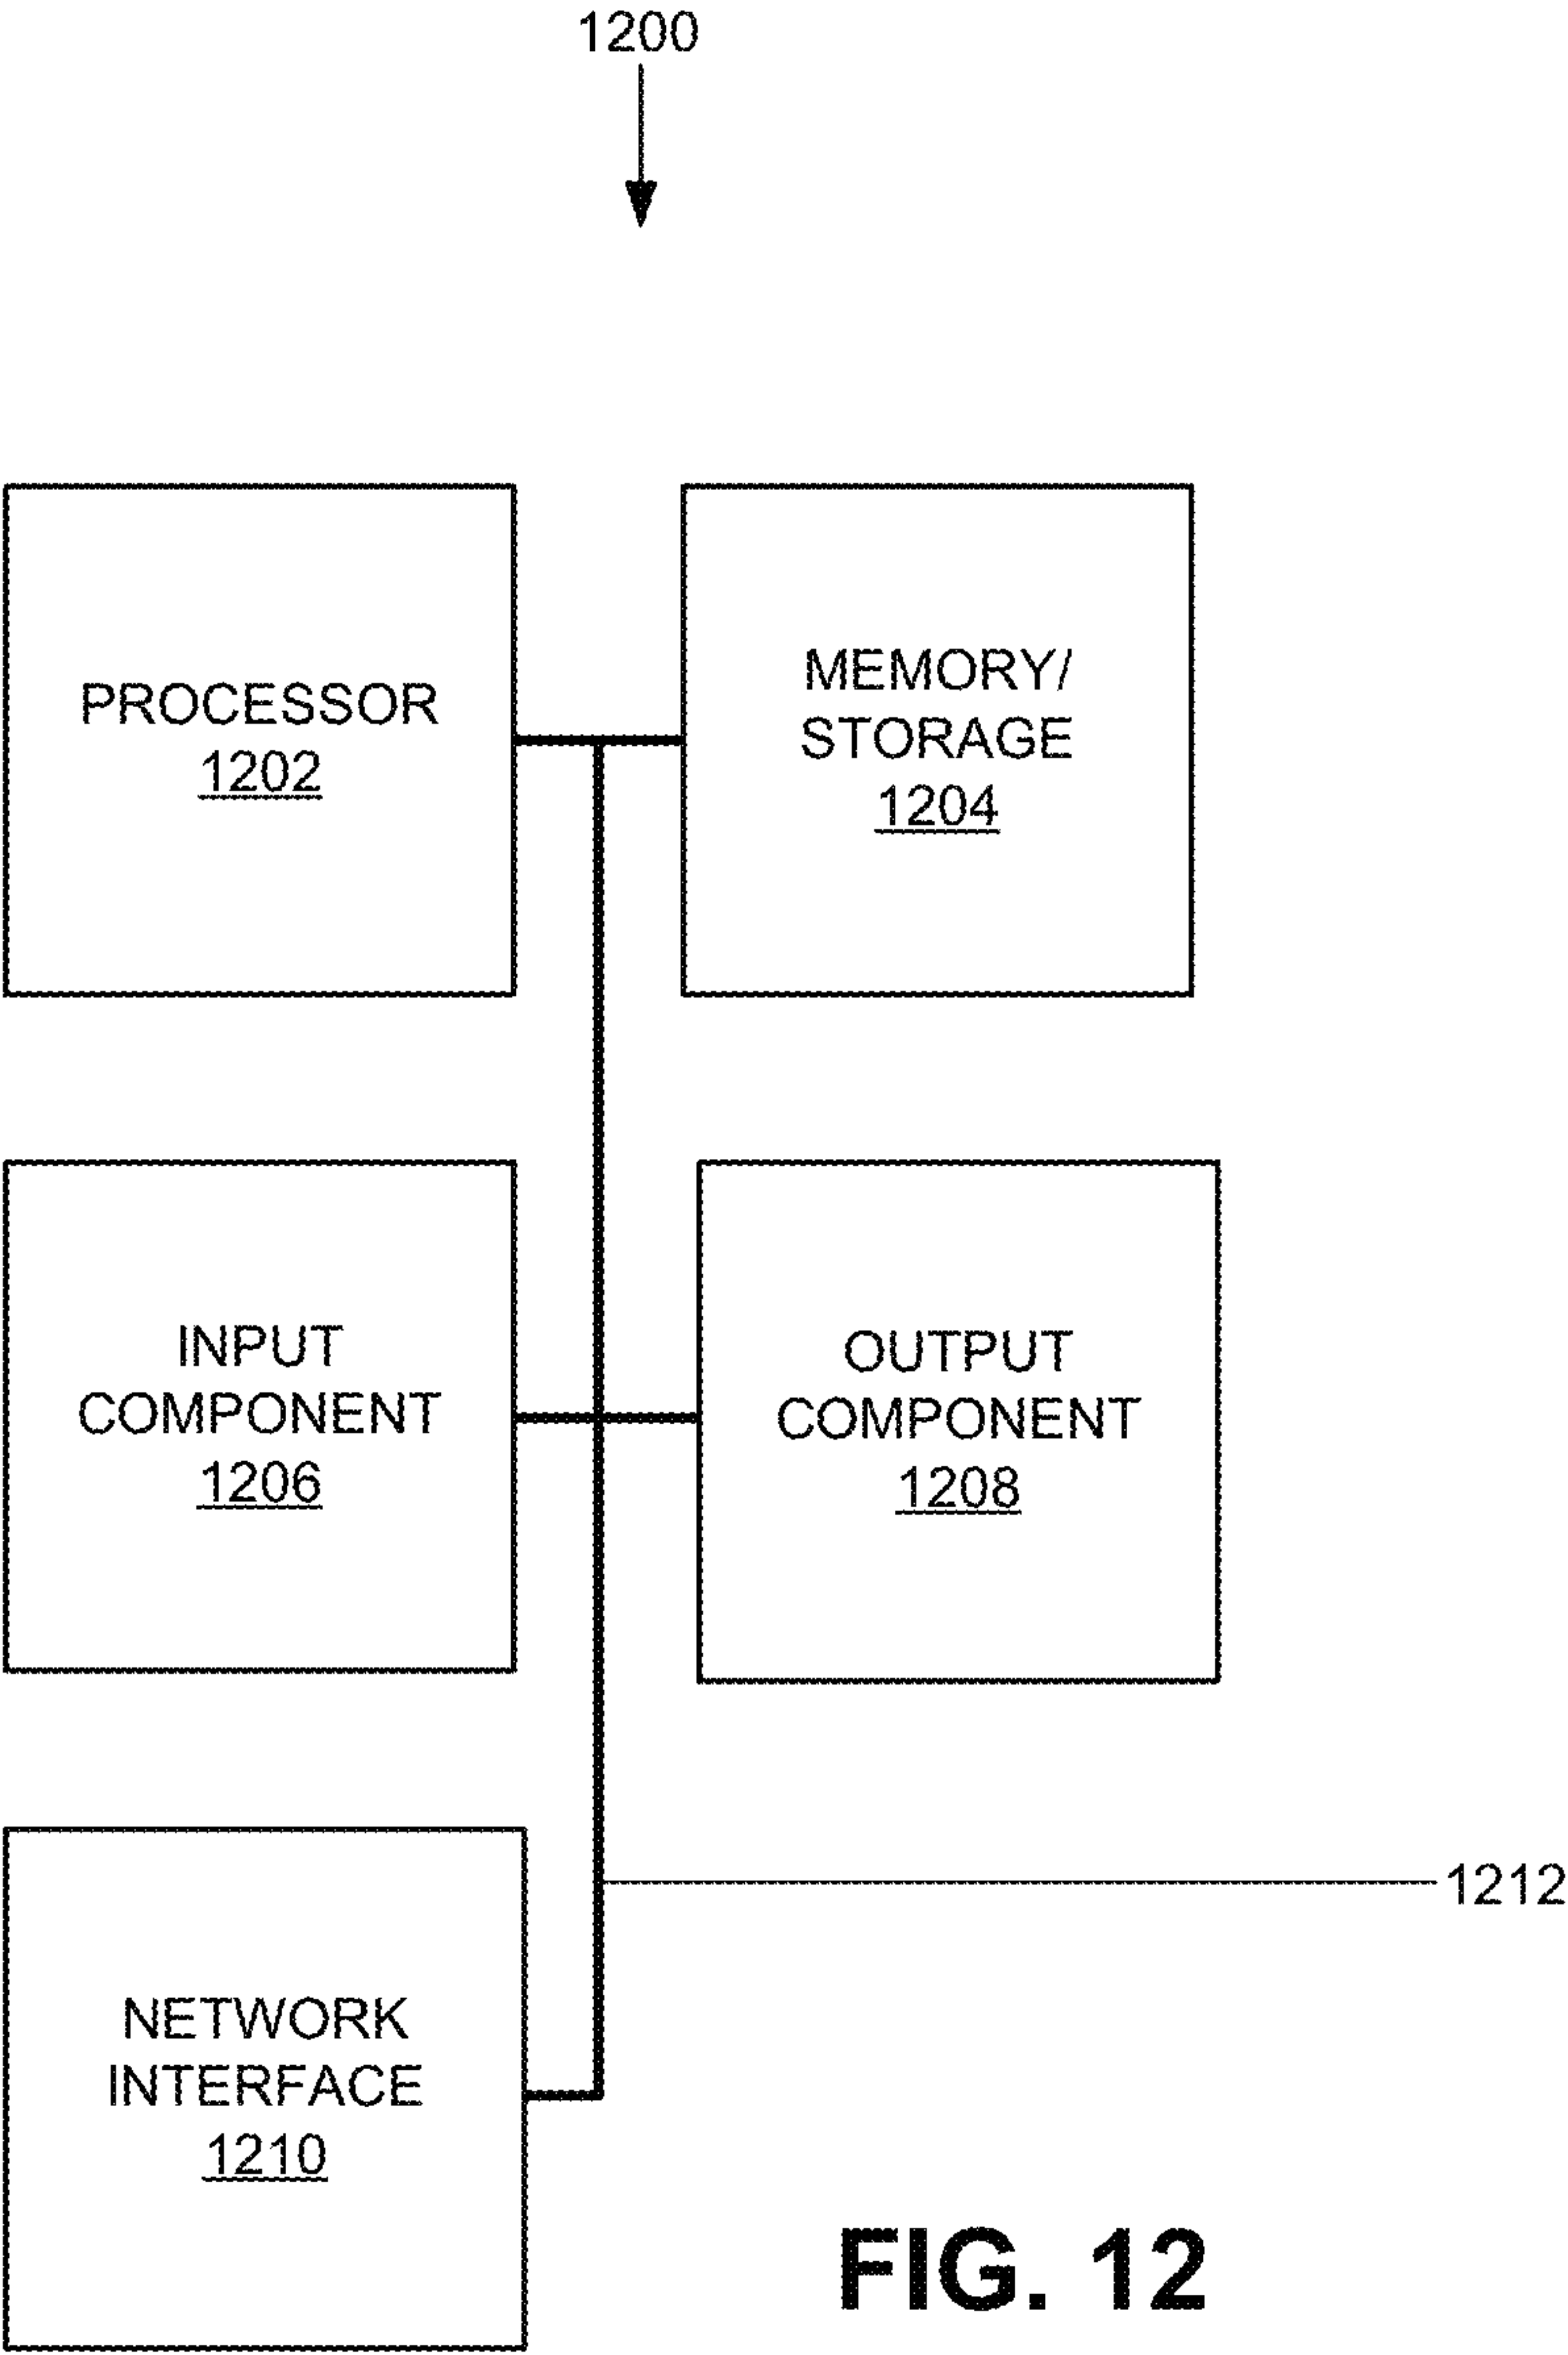 1200
PROCESSOR
1202
MEMORY/
STORAGE
1204
INPUT
COMPONENT
1206
OUTPUT
COMPONENT
1208
1212
NETWORK
INTERFACE
1210
FIG. 12